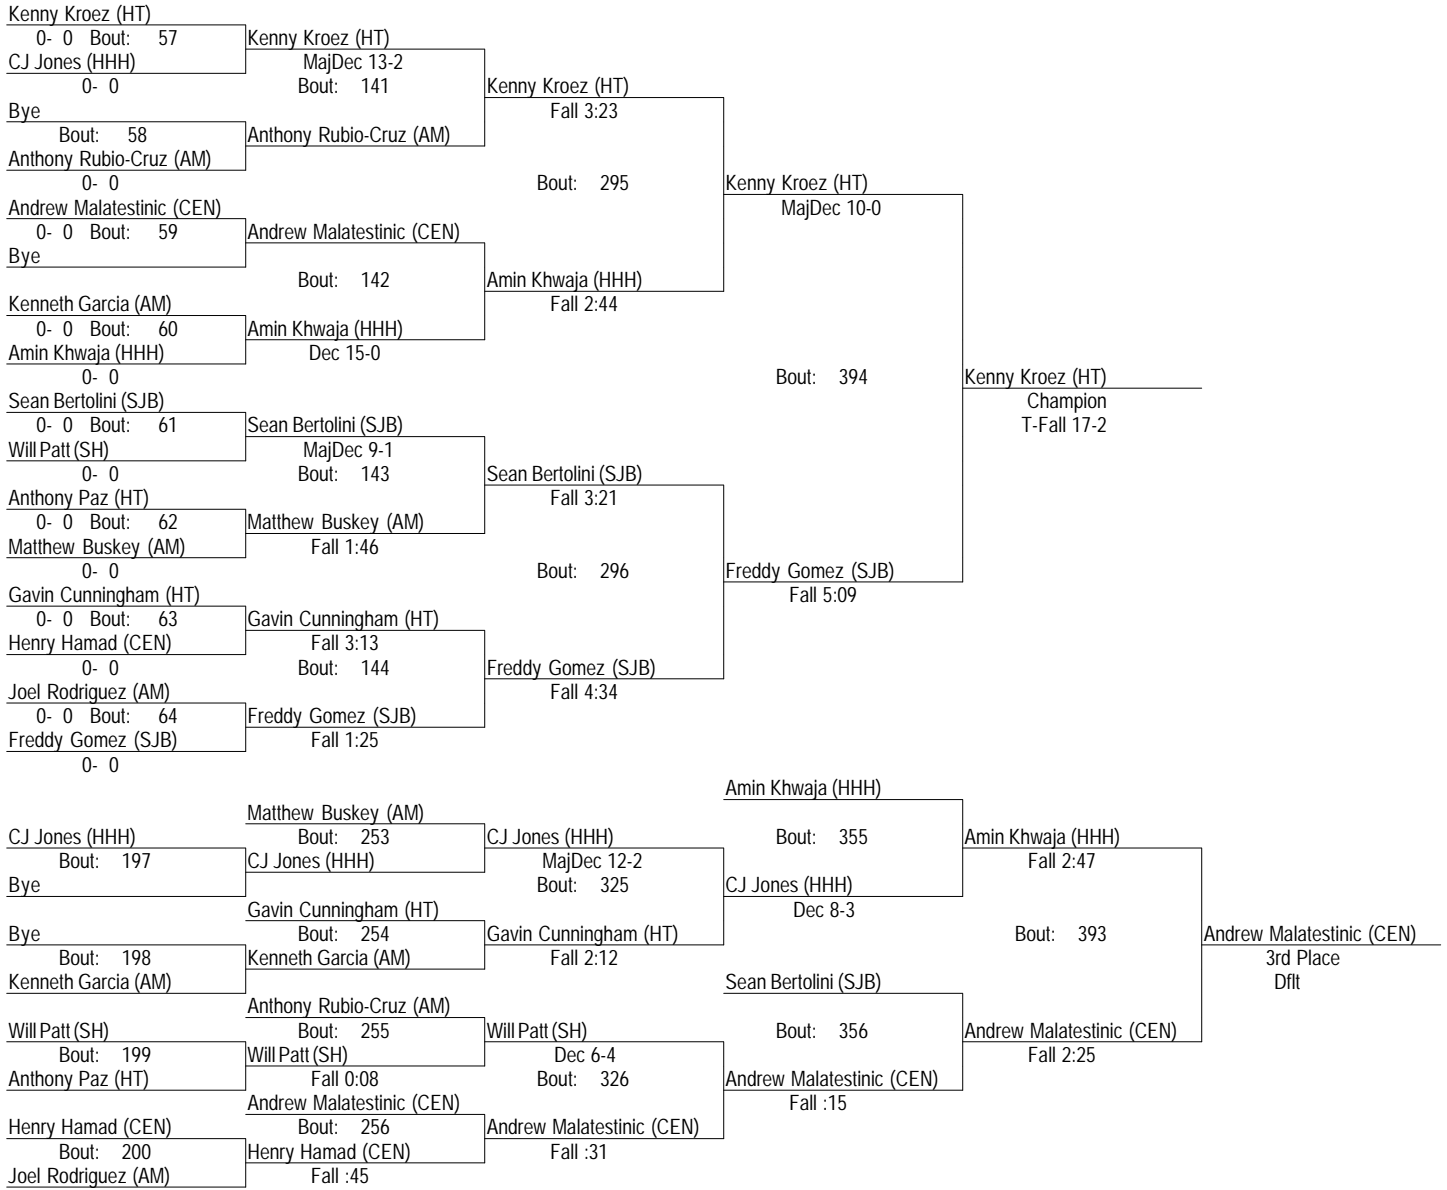 Kenny Kroez (HT)
0- 0 Bout: 57
Kenny Kroez (HT)
CJ Jones (HHH)
MajDec 13-2
0- 0
Bout: 141
Kenny Kroez (HT)
Bye
Fall 3:23
Bout: 58
Anthony Rubio-Cruz (AM)
Anthony Rubio-Cruz (AM)
0- 0
Bout: 295
Kenny Kroez (HT)
Andrew Malatestinic (CEN)
MajDec 10-0
0- 0 Bout: 59
Andrew Malatestinic (CEN)
Bye
Bout: 142
Amin Khwaja (HHH)
Kenneth Garcia (AM)
Fall 2:44
0- 0 Bout: 60
Amin Khwaja (HHH)
Amin Khwaja (HHH)
Dec 15-0
0- 0
Bout: 394
Kenny Kroez (HT)
Sean Bertolini (SJB)
Champion
0- 0 Bout: 61
Sean Bertolini (SJB)
T-Fall 17-2
Will Patt (SH)
MajDec 9-1
0- 0
Bout: 143
Sean Bertolini (SJB)
Anthony Paz (HT)
Fall 3:21
0- 0 Bout: 62
Matthew Buskey (AM)
Matthew Buskey (AM)
Fall 1:46
0- 0
Bout: 296
Freddy Gomez (SJB)
Gavin Cunningham (HT)
Fall 5:09
0- 0 Bout: 63
Gavin Cunningham (HT)
Henry Hamad (CEN)
Fall 3:13
0- 0
Bout: 144
Freddy Gomez (SJB)
Joel Rodriguez (AM)
Fall 4:34
0- 0 Bout: 64
Freddy Gomez (SJB)
Freddy Gomez (SJB)
Fall 1:25
0- 0
Amin Khwaja (HHH)
Matthew Buskey (AM)
CJ Jones (HHH)
Bout: 253
CJ Jones (HHH)
Bout: 355
Amin Khwaja (HHH)
Bout: 197
CJ Jones (HHH)
MajDec 12-2
Fall 2:47
Bye
Bout: 325
CJ Jones (HHH)
Gavin Cunningham (HT)
Dec 8-3
Bye
Bout: 254
Gavin Cunningham (HT)
Bout: 393
Andrew Malatestinic (CEN)
Bout: 198
Kenneth Garcia (AM)
Fall 2:12
3rd Place
Kenneth Garcia (AM)
Sean Bertolini (SJB)
Dflt
Anthony Rubio-Cruz (AM)
Will Patt (SH)
Bout: 255
Will Patt (SH)
Bout: 356
Andrew Malatestinic (CEN)
Bout: 199
Will Patt (SH)
Dec 6-4
Fall 2:25
Anthony Paz (HT)
Fall 0:08
Bout: 326
Andrew Malatestinic (CEN)
Andrew Malatestinic (CEN)
Fall :15
Henry Hamad (CEN)
Bout: 256
Andrew Malatestinic (CEN)
Bout: 200
Henry Hamad (CEN)
Fall :31
Joel Rodriguez (AM)
Fall :45